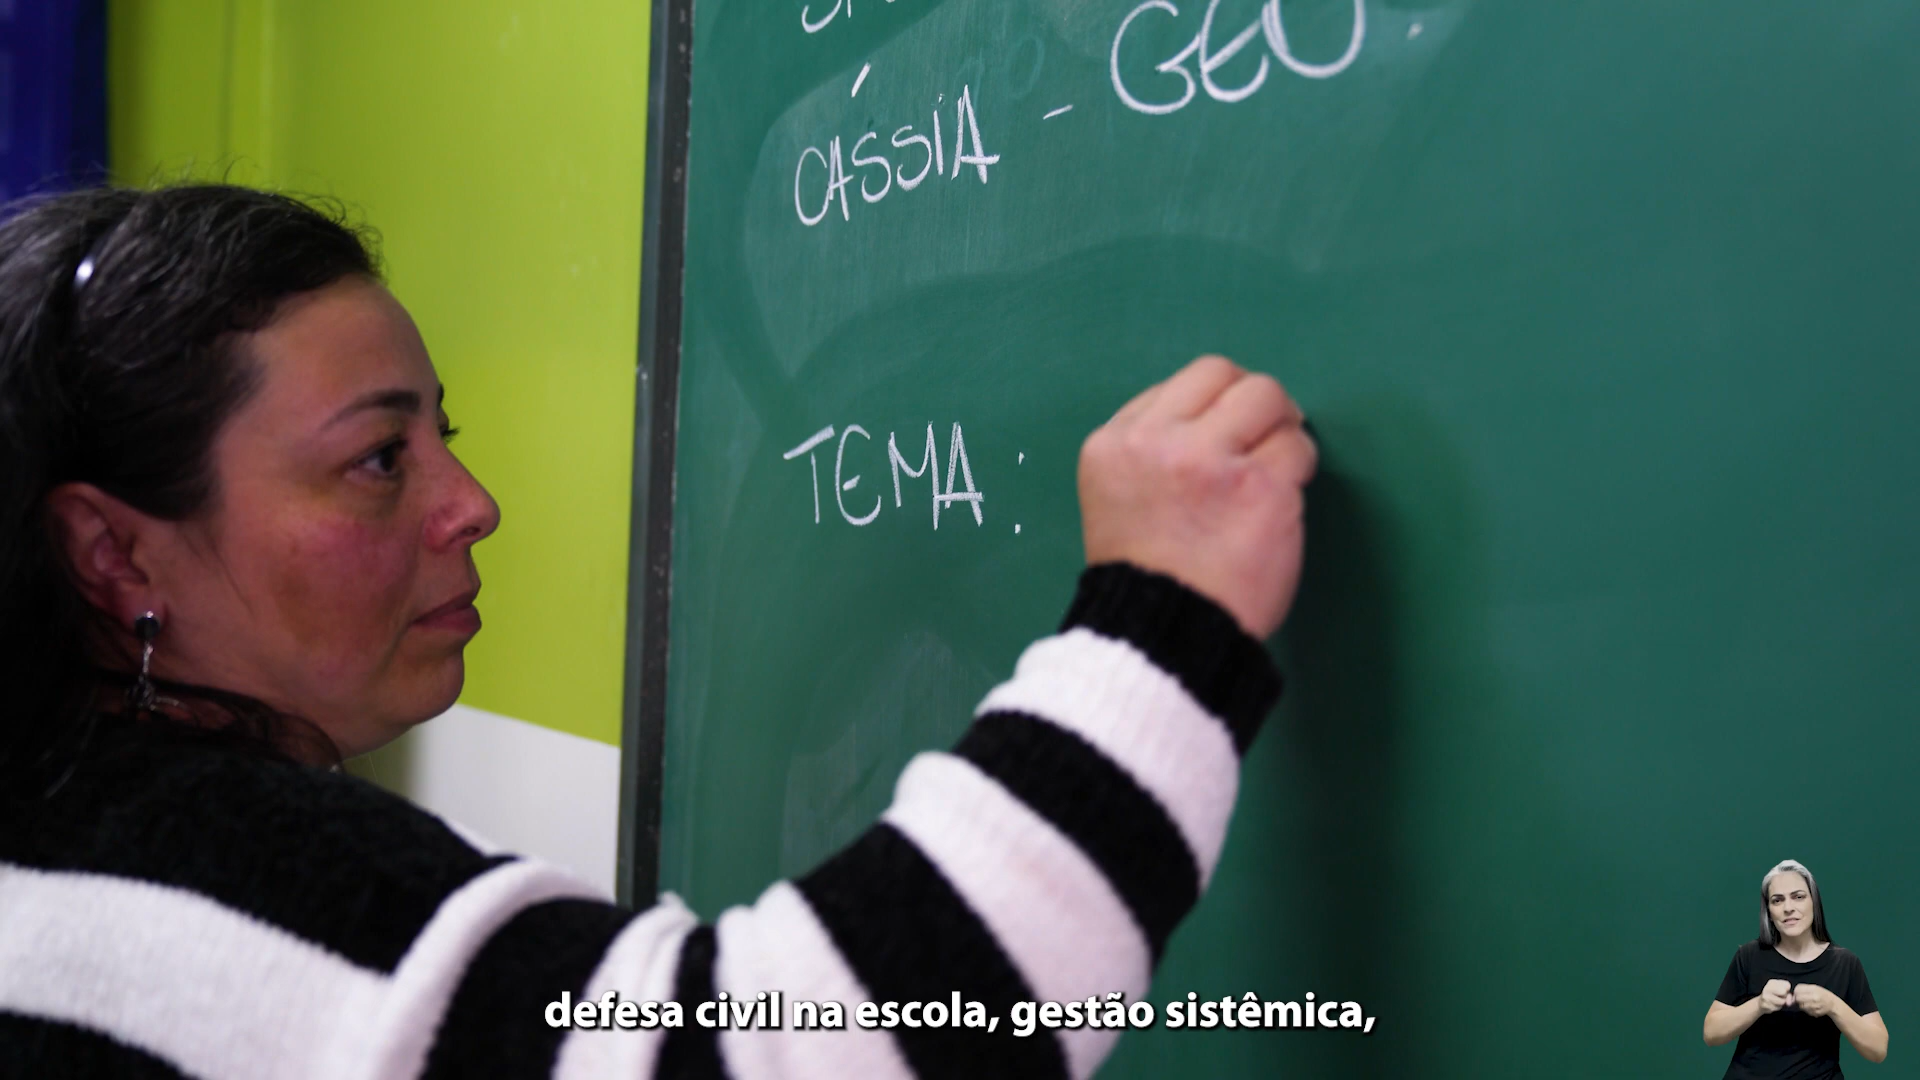 GEO.
CÁSSIA -
TEMA:
defesa civil na escola, gestão sistêmica,